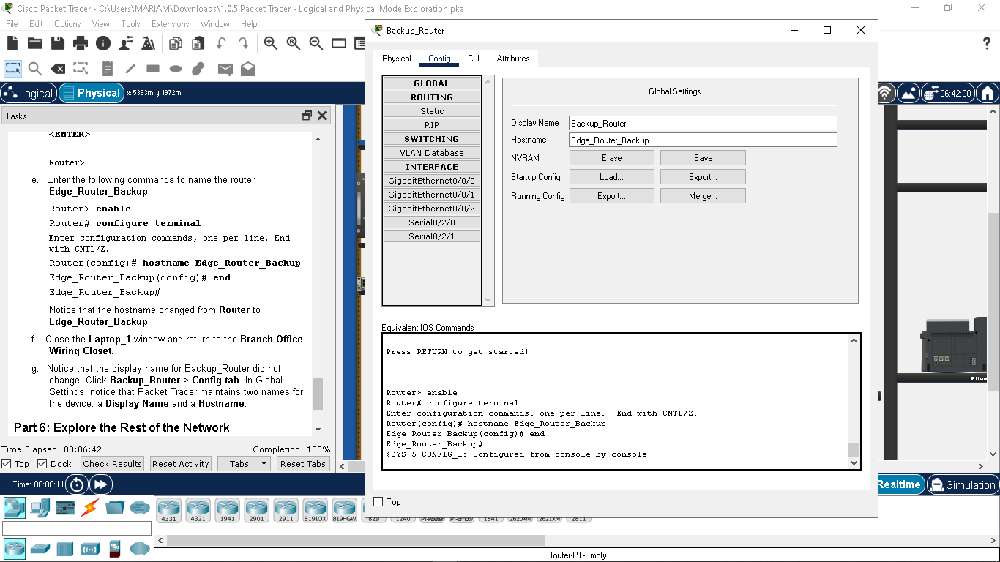 Cisco Packet Tracer - C:\Users\MARIAM\Downloads\1.0.5 Packet Tracer - Logical and Physical Mode Exploration.pka
File Edit Options View Tools Extensions Window Help
Logical
Physical
x: 5393m, y: 1972m
06:42:00
Tasks
<ENTER>
Router>
e. Enter the following commands to name the router
Edge_Router_Backup.
Router> enable
Router# configure terminal
Enter configuration commands, one per line. End
with CNTL/Z.
Router(config)# hostname Edge_Router_Backup
Edge_Router_Backup(config)# end
Edge_Router_Backup#
Notice that the hostname changed from Router to
Edge_Router_Backup.
f. Close the Laptop_1 window and return to the Branch Office
Wiring Closet.
g. Notice that the display name for Backup_Router did not
change. Click Backup_Router > Config tab. In Global
Settings, notice that Packet Tracer maintains two names for
the device: a Display Name and a Hostname.
Part 6: Explore the Rest of the Network
Time Elapsed: 00:06:42
Completion: 100%
Top Dock Check Results Reset Activity Tabs Reset Tabs
Backup_Router
Physical Config CLI Attributes
GLOBAL
ROUTING
Static
RIP
SWITCHING
VLAN Database
INTERFACE
GigabitEthernet0/0/0
GigabitEthernet0/0/1
GigabitEthernet0/0/2
Serial0/2/0
Serial0/2/1
Global Settings
Display Name Backup_Router
Hostname Edge_Router_Backup
NVRAM Erase Save
Startup Config Load... Export...
Running Config Export... Merge...
Equivalent IOS Commands
Press RETURN to get started!
Router> enable
Router# configure terminal
Enter configuration commands, one per line. End with CNTL/Z.
Router(config)# hostname Edge_Router_Backup
Edge_Router_Backup(config)# end
Edge_Router_Backup#
%SYS-5-CONFIG_I: Configured from console by console
Top
IP Phone
Time: 00:06:11
Realtime
Simulation
4331 4321 1941 2901 2911 819IOX 819HGW 829 1240 PT-Router PT-Empty 1841 2620XM 2621XM 2811
Router-PT-Empty